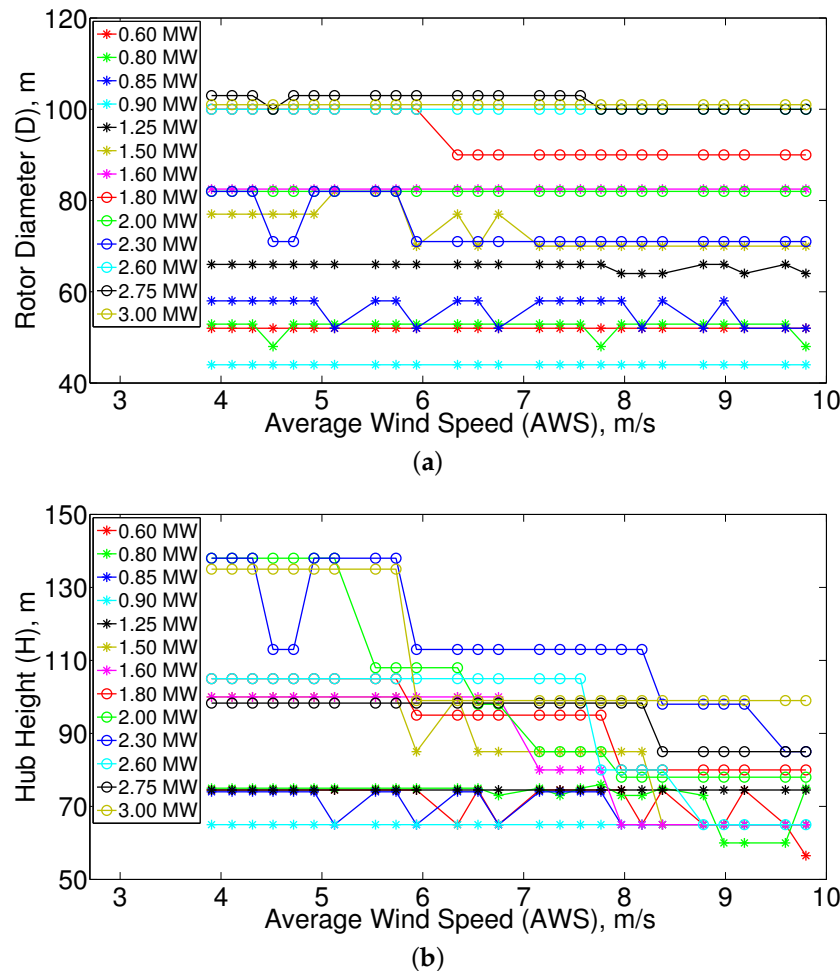 120
100
80
60
40
Rotor Diameter (D), m
0.60 MW
0.80 MW
0.85 MW
0.90 MW
1.25 MW
1.50 MW
1.60 MW
1.80 MW
2.00 MW
2.30 MW
2.60 MW
2.75 MW
3.00 MW
3 4 5 6 7 8 9 10
Average Wind Speed (AWS), m/s
(a)
150
130
110
90
70
50
Hub Height (H), m
0.60 MW
0.80 MW
0.85 MW
0.90 MW
1.25 MW
1.50 MW
1.60 MW
1.80 MW
2.00 MW
2.30 MW
2.60 MW
2.75 MW
3.00 MW
3 4 5 6 7 8 9 10
Average Wind Speed (AWS), m/s
(b)